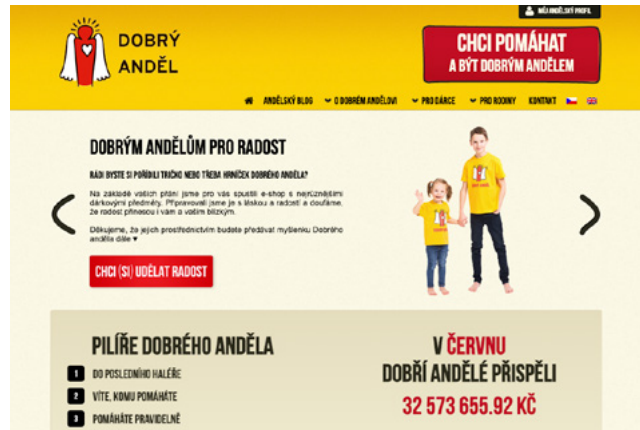 MŮJ ANDĚLSKÝ PROFIL
DOBRÝ
ANDĚL
CHCI POMÁHAT
A BÝT DOBRÝM ANDĚLEM
ANDĚLSKÝ BLOG
O DOBRÉM ANDĚLOVI
PRO DÁRCE
PRO RODINY
KONTAKT
DOBRÝM ANDĚLŮM PRO RADOST
RÁDI BYSTE SI POŘÍDILI TRIČKO NEBO TŘEBA HRNÍČEK DOBRÉHO ANDĚLA?
Na základě vašich přání jsme pro vás spustili e-shop s nejrůznějšími
dárkovými předměty. Připravovali jsme je s láskou a radostí a doufáme,
že radost přinesou i vám a vašim blízkým.
Děkujeme, že jejich prostřednictvím budete předávat myšlenku Dobrého
anděla dále ♥
CHCI (SI) UDĚLAT RADOST
PILÍŘE DOBRÉHO ANDĚLA
1 DO POSLEDNÍHO HALÉŘE
2 VÍTE, KOMU POMÁHÁTE
3 POMÁHÁTE PRAVIDELNĚ
V ČERVNU
DOBŘÍ ANDĚLÉ PŘISPĚLI
32 573 655.92 KČ